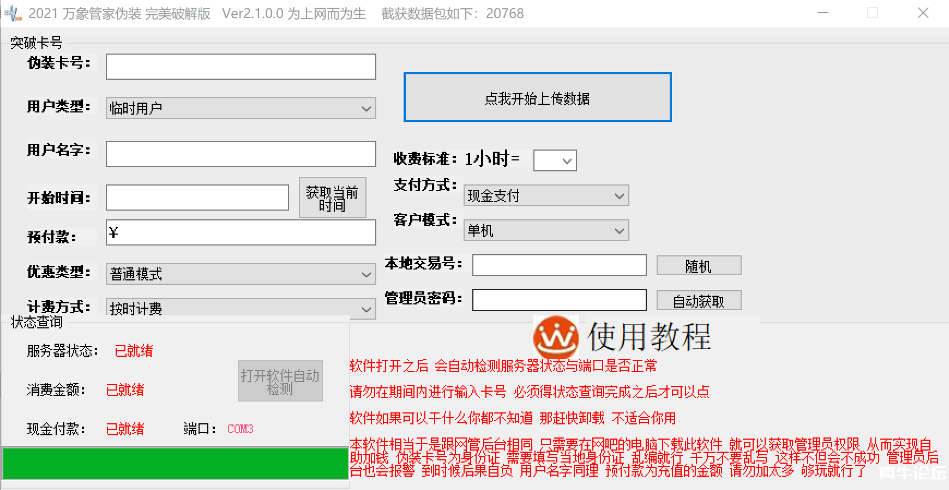 2021 万象管家伪装 完美破解版 Ver2.1.0.0 为上网而为生 截获数据包如下：20768
突破卡号
伪装卡号：
点我开始上传数据
用户类型： 临时用户
用户名字：
收费标准：1小时=
开始时间： 获取当前时间
支付方式： 现金支付
预付款： ¥
客户模式： 单机
优惠类型： 普通模式
本地交易号： 随机
计费方式： 按时计费
管理员密码： 自动获取
状态查询
使用教程
服务器状态： 已就绪
打开软件自动检测
消费金额： 已就绪
现金付款： 已就绪 端口： COM3
软件打开之后 会自动检测服务器状态与端口是否正常
请勿在期间内进行输入卡号 必须得状态查询完成之后才可以点
软件如果可以干什么你都不知道 那赶快卸载 不适合你用
本软件相当于是跟网管后台相同 只需要在网吧的电脑下载此软件 就可以获取管理员权限 从而实现自
助加钱 伪装卡号为身份证 需要填写当地身份证 乱编就行 千万不要乱写 这样不但会不成功 管理员后
台也会报警 到时候后果自负 用户名字同理 预付款为充值的金额 请勿加太多 够玩就行了
真牛论坛